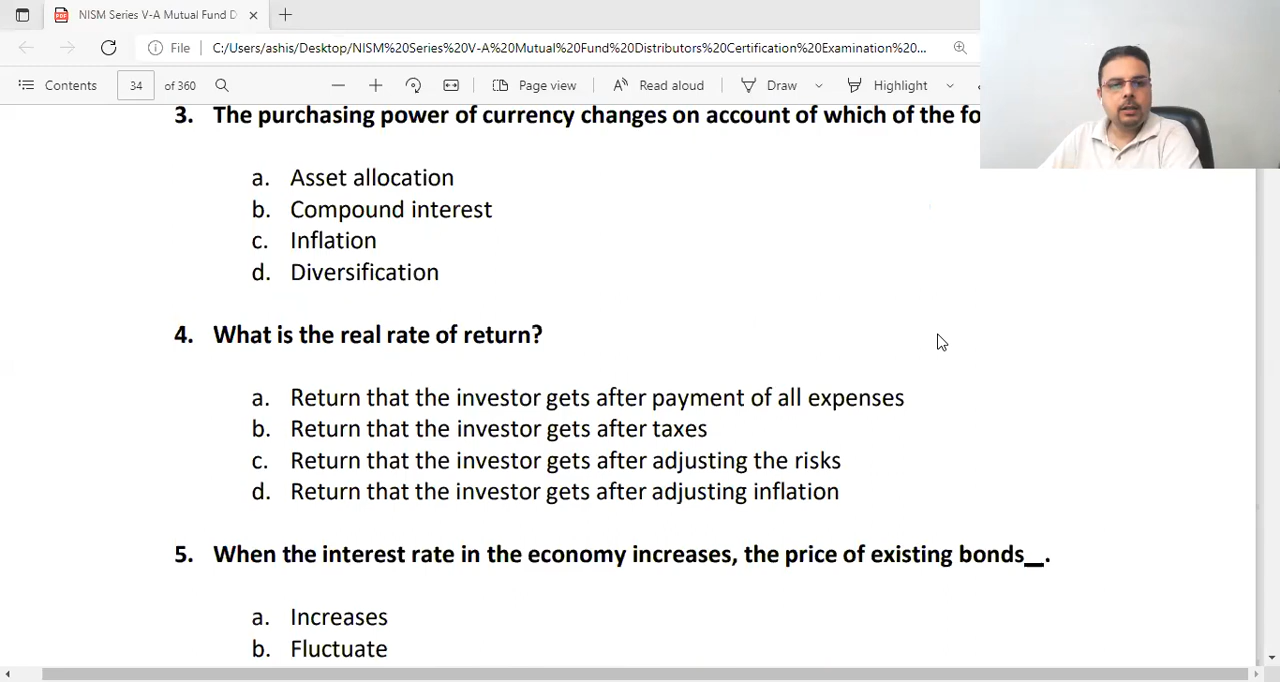 NISM Series V-A Mutual Fund D
File
C:/Users/ashis/Desktop/NISM%20Series%20V-A%20Mutual%20Fund%20Distributors%20Certification%20Examination%20...
Contents
34
of 360
Page view
Read aloud
Draw
Highlight
3. The purchasing power of currency changes on account of which of the
a. Asset allocation
b. Compound interest
c. Inflation
d. Diversification
4. What is the real rate of return?
a. Return that the investor gets after payment of all expenses
b. Return that the investor gets after taxes
c. Return that the investor gets after adjusting the risks
d. Return that the investor gets after adjusting inflation
5. When the interest rate in the economy increases, the price of existing bonds_.
a. Increases
b. Fluctuate